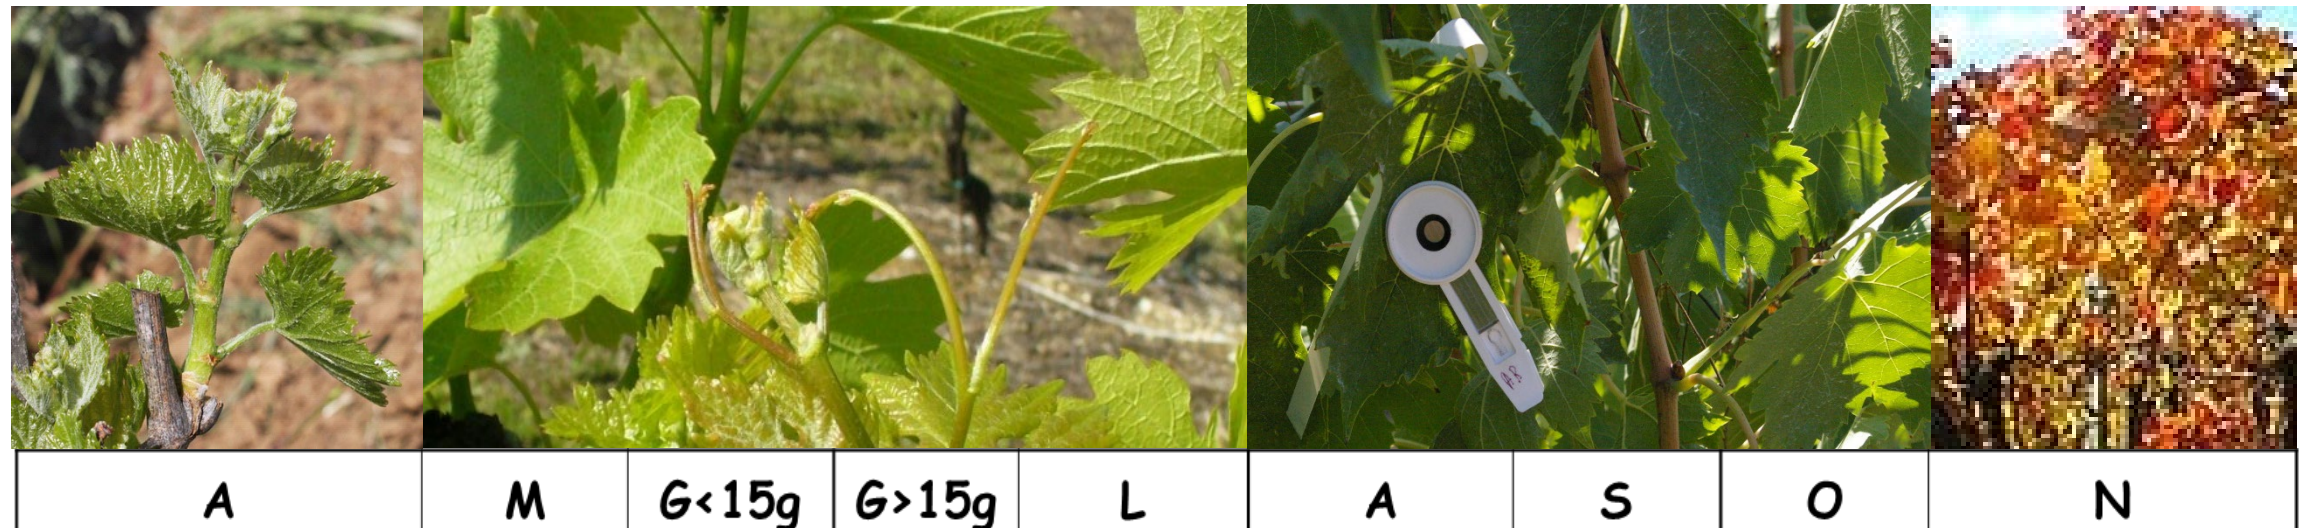 A M G<15g G>15g L A S O N